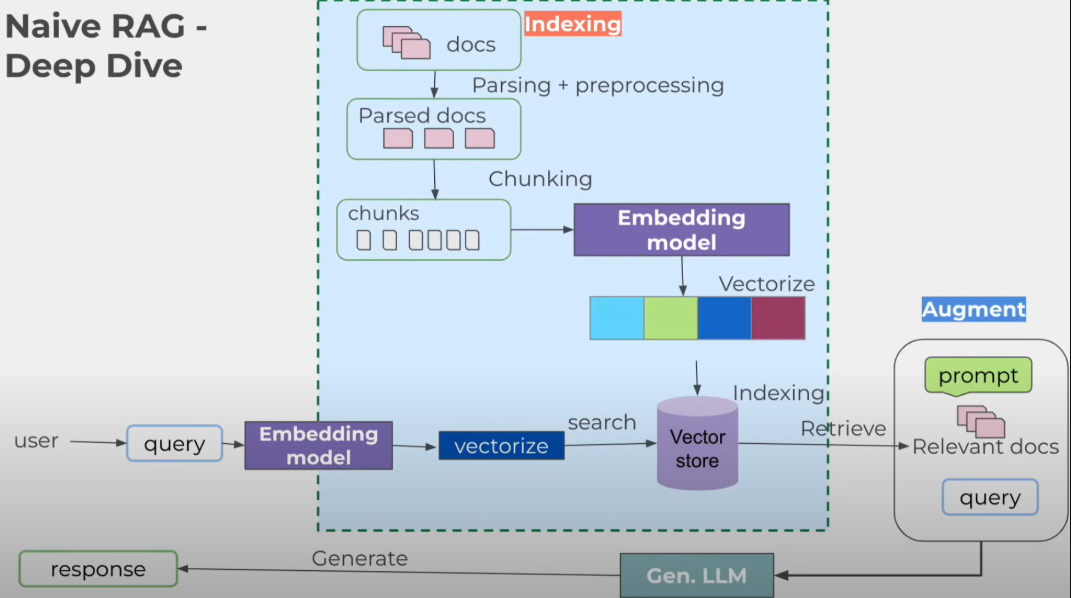 Naive RAG -
Deep Dive
Indexing
docs
Parsing + preprocessing
Parsed docs
Chunking
chunks
Embedding
model
Vectorize
Augment
prompt
Indexing
user
query
Embedding
model
vectorize
search
Vector
store
Retrieve
Relevant docs
query
Generate
response
Gen. LLM